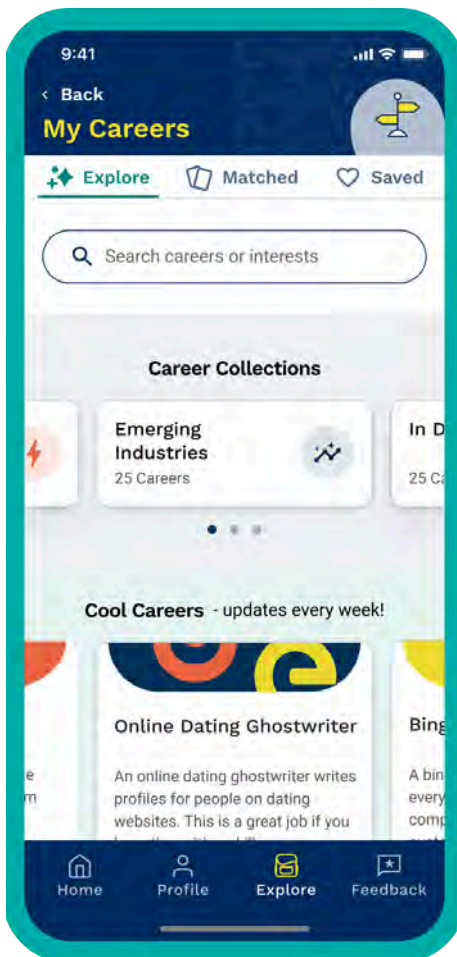 9:41
Back
My Careers
Explore Matched Saved
Search careers or interests
Career Collections
Emerging
Industries
25 Careers
In D
25 Ca
Cool Careers - updates every week!
Online Dating Ghostwriter
An online dating ghostwriter writes
profiles for people on dating
websites. This is a great job if you
Bing
A bin
every
comp
e
m
Home Profile Explore Feedback